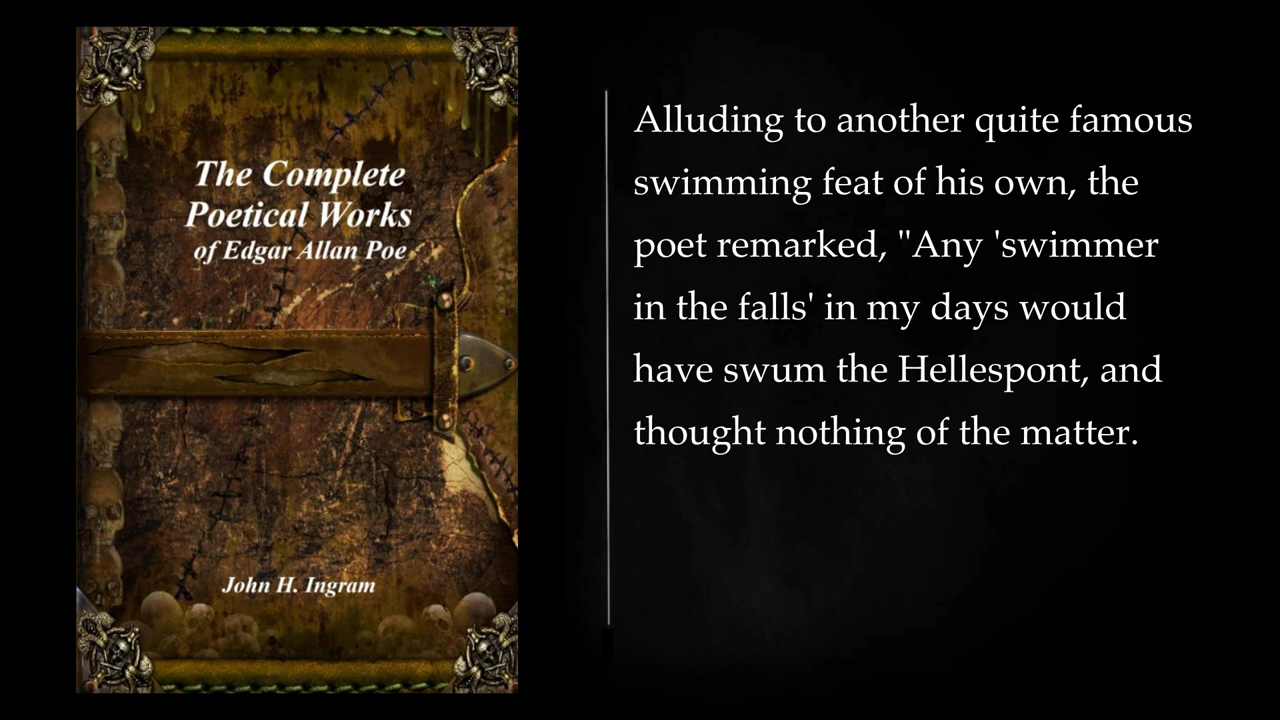 The Complete
Poetical Works
of Edgar Allan Poe
John H. Ingram
Alluding to another quite famous
swimming feat of his own, the
poet remarked, "Any 'swimmer
in the falls' in my days would
have swum the Hellespont, and
thought nothing of the matter.